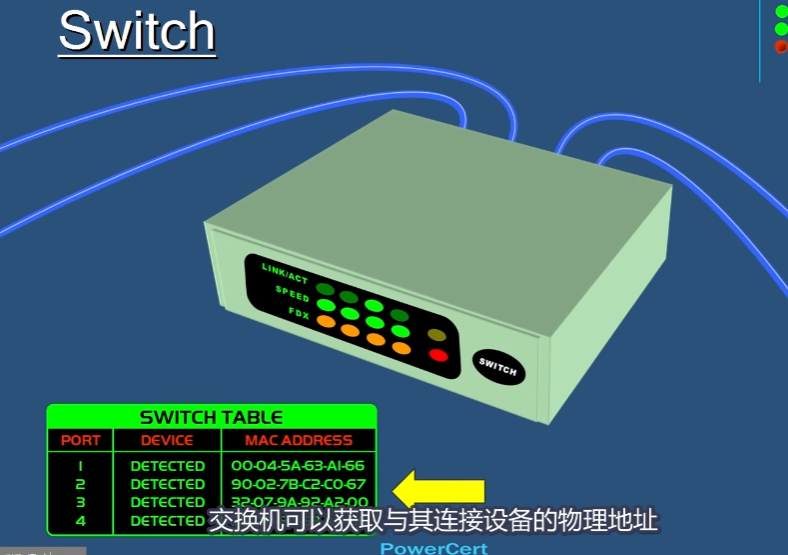 Switch
LINK/ACT
SPEED
FDX
SWITCH
SWITCH TABLE
PORT DEVICE MAC ADDRESS
1 DETECTED 00-04-5A-63-A1-66
2 DETECTED 90-02-7B-C2-C0-67
3 DETECTED 32-07-9A-92-A2-00
4
交换机可以获取与其连接设备的物理地址
PowerCert